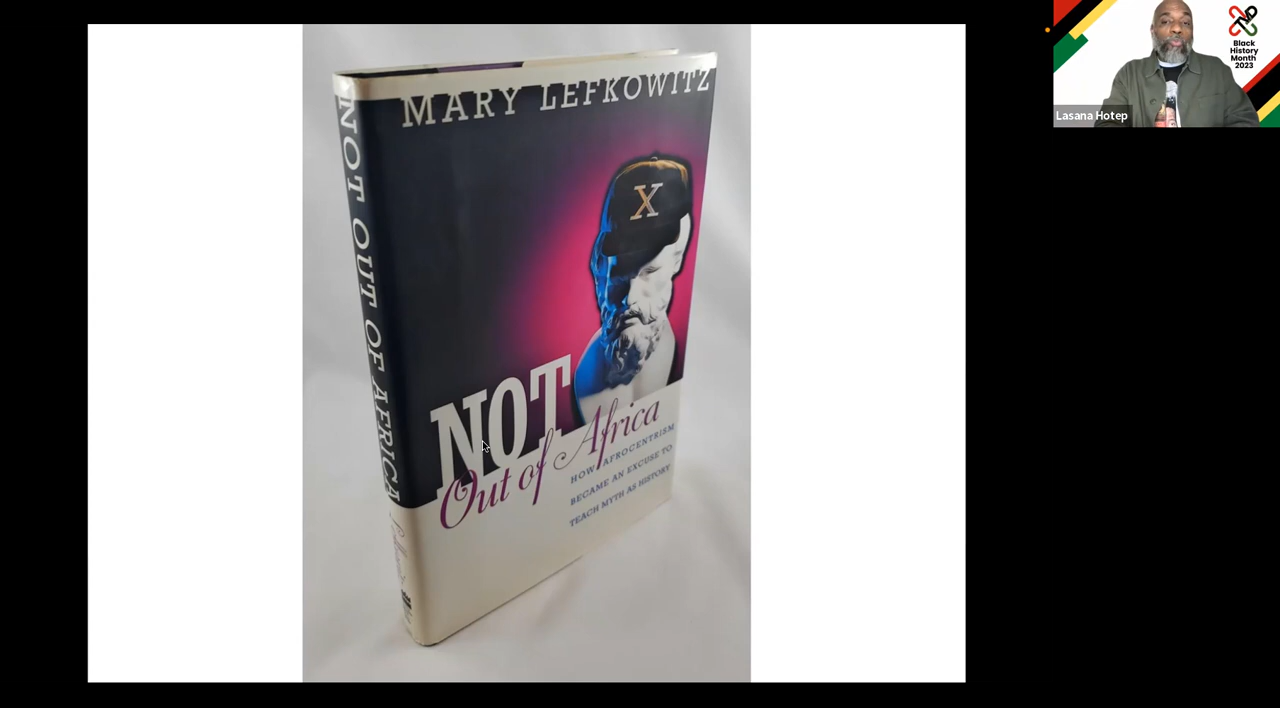 MARY LEFKOWITZ
NOT OUT OF AFRICA
X
NOT
Out of Africa
HOW AFROCENTRISM
BECAME AN EXCUSE TO
TEACH MYTH AS HISTORY
Black
History
Month
2023
Lasana Hotep